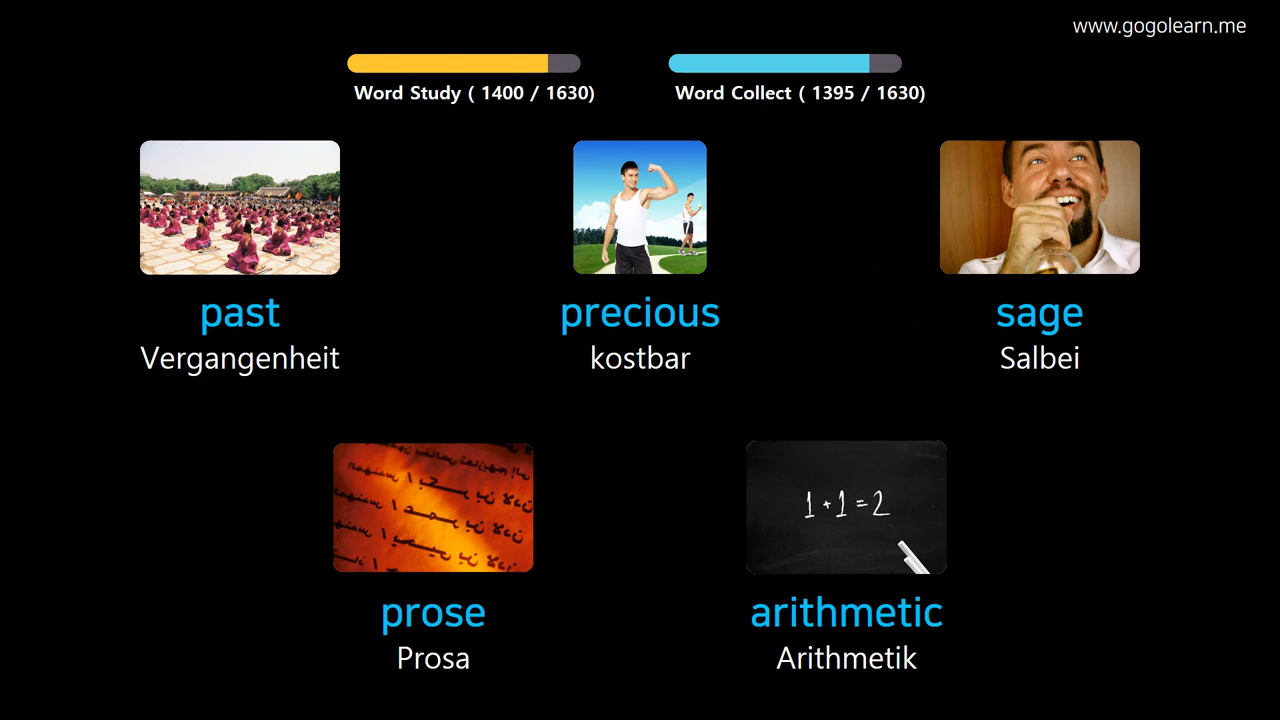 www.gogolearn.me
Word Study ( 1400 / 1630)
Word Collect ( 1395 / 1630)
past
Vergangenheit
precious
kostbar
sage
Salbei
1+1=2
prose
Prosa
arithmetic
Arithmetik